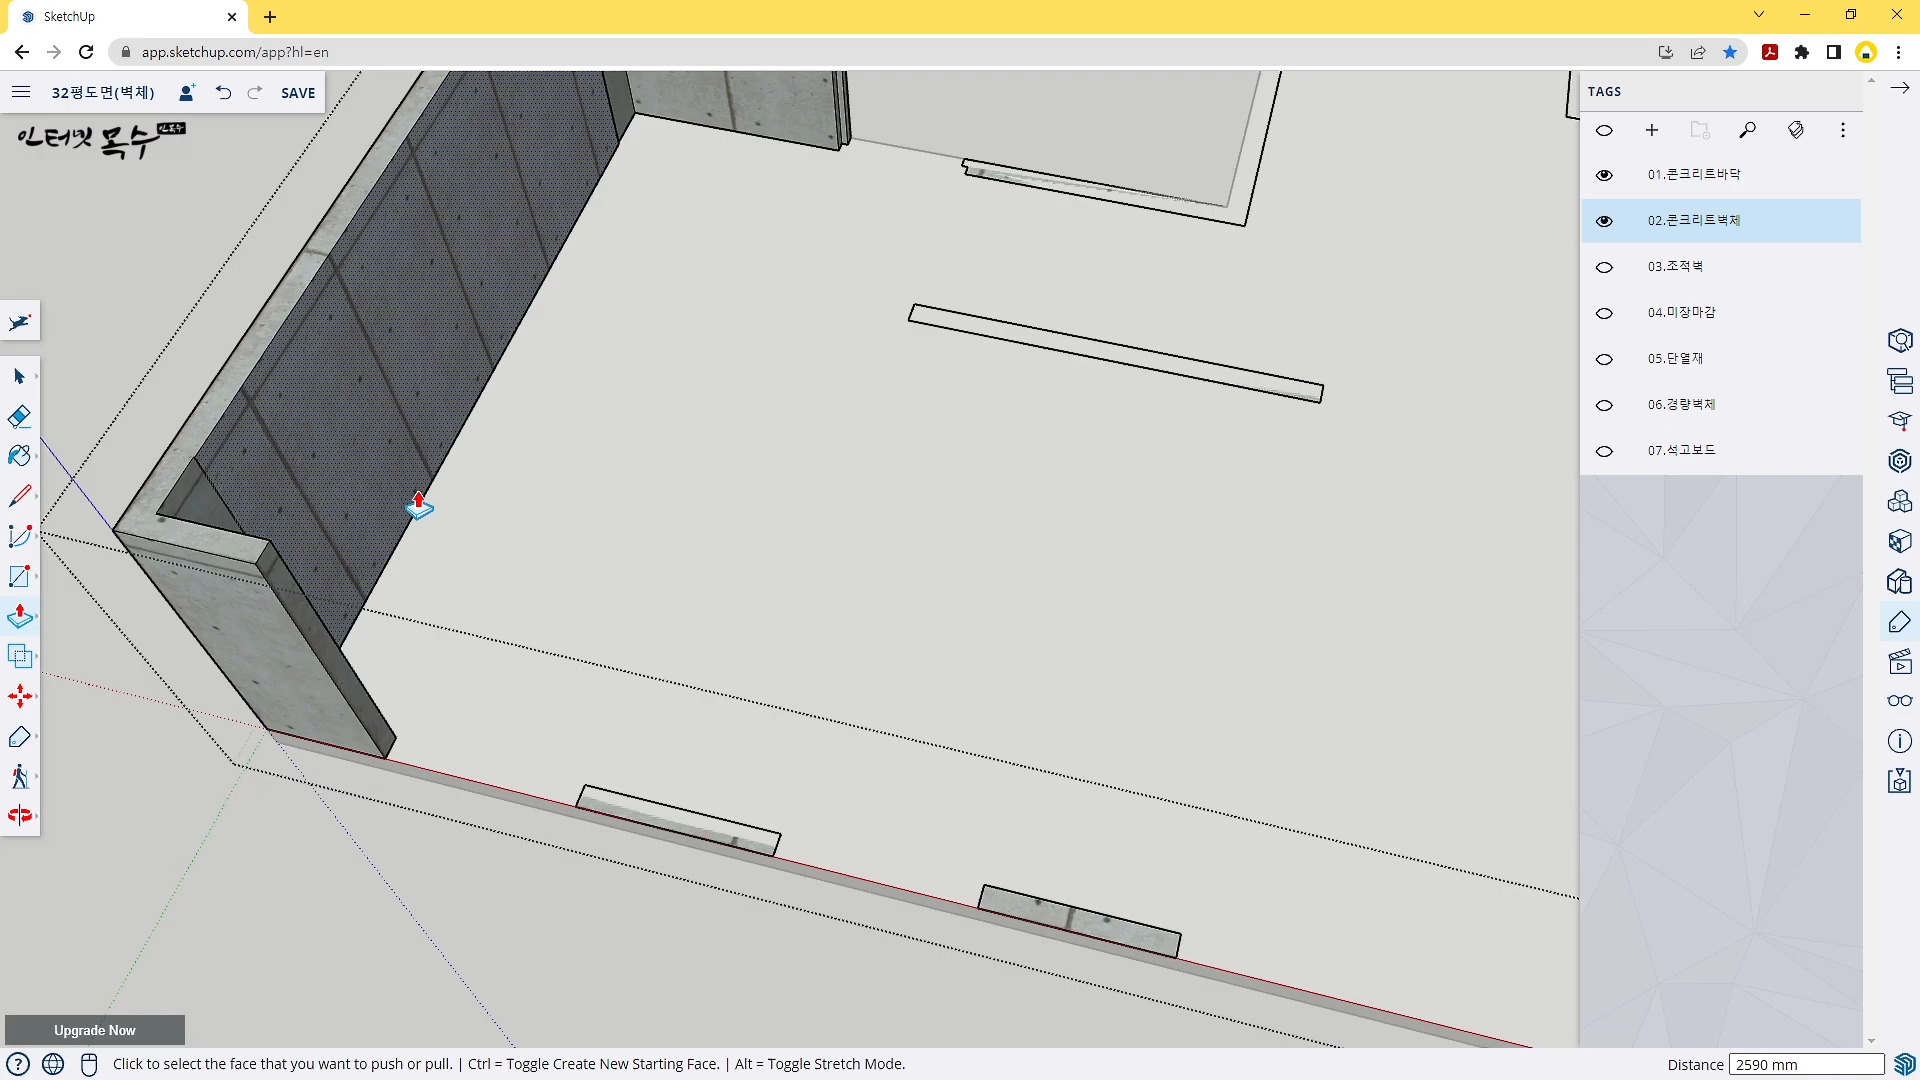 SketchUp
app.sketchup.com/app?hl=en
32평도면(벽체)
SAVE
인터넷 목수
TAGS
01.콘크리트바닥
02.콘크리트벽체
03.조적벽
04.미장마감
05.단열재
06.경량벽체
07.석고보드
Upgrade Now
Click to select the face that you want to push or pull. | Ctrl = Toggle Create New Starting Face. | Alt = Toggle Stretch Mode.
Distance 2590 mm